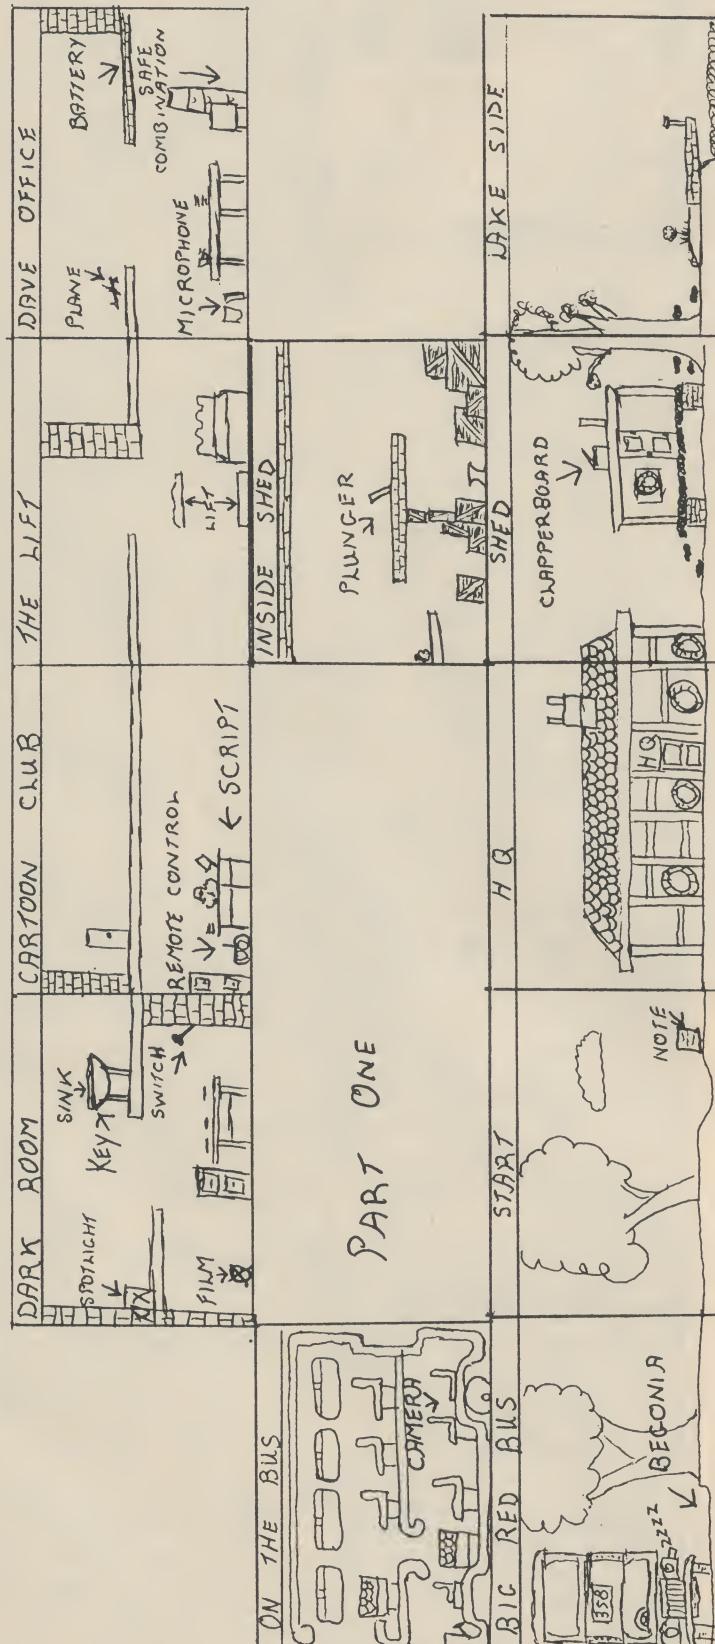 DARK ROOM
SPOTLIGHT
SINK
KEY
SWITCH
FILM
CARTOON CLUB
REMOTE CONTROL
SCRIPT
THE LIFT
LIFT
DAVE OFFICE
PLANE
BATTERY
MICROPHONE
SAFE
COMBINATION
ON THE BUS
CAMERA
PART ONE
INSIDE SHED
PLUNGER
BIG RED BUS
358
ZZZZ
BEGONIA
START
NOTE
HQ
HQ
SHED
CLAPPERBOARD
LAKE SIDE